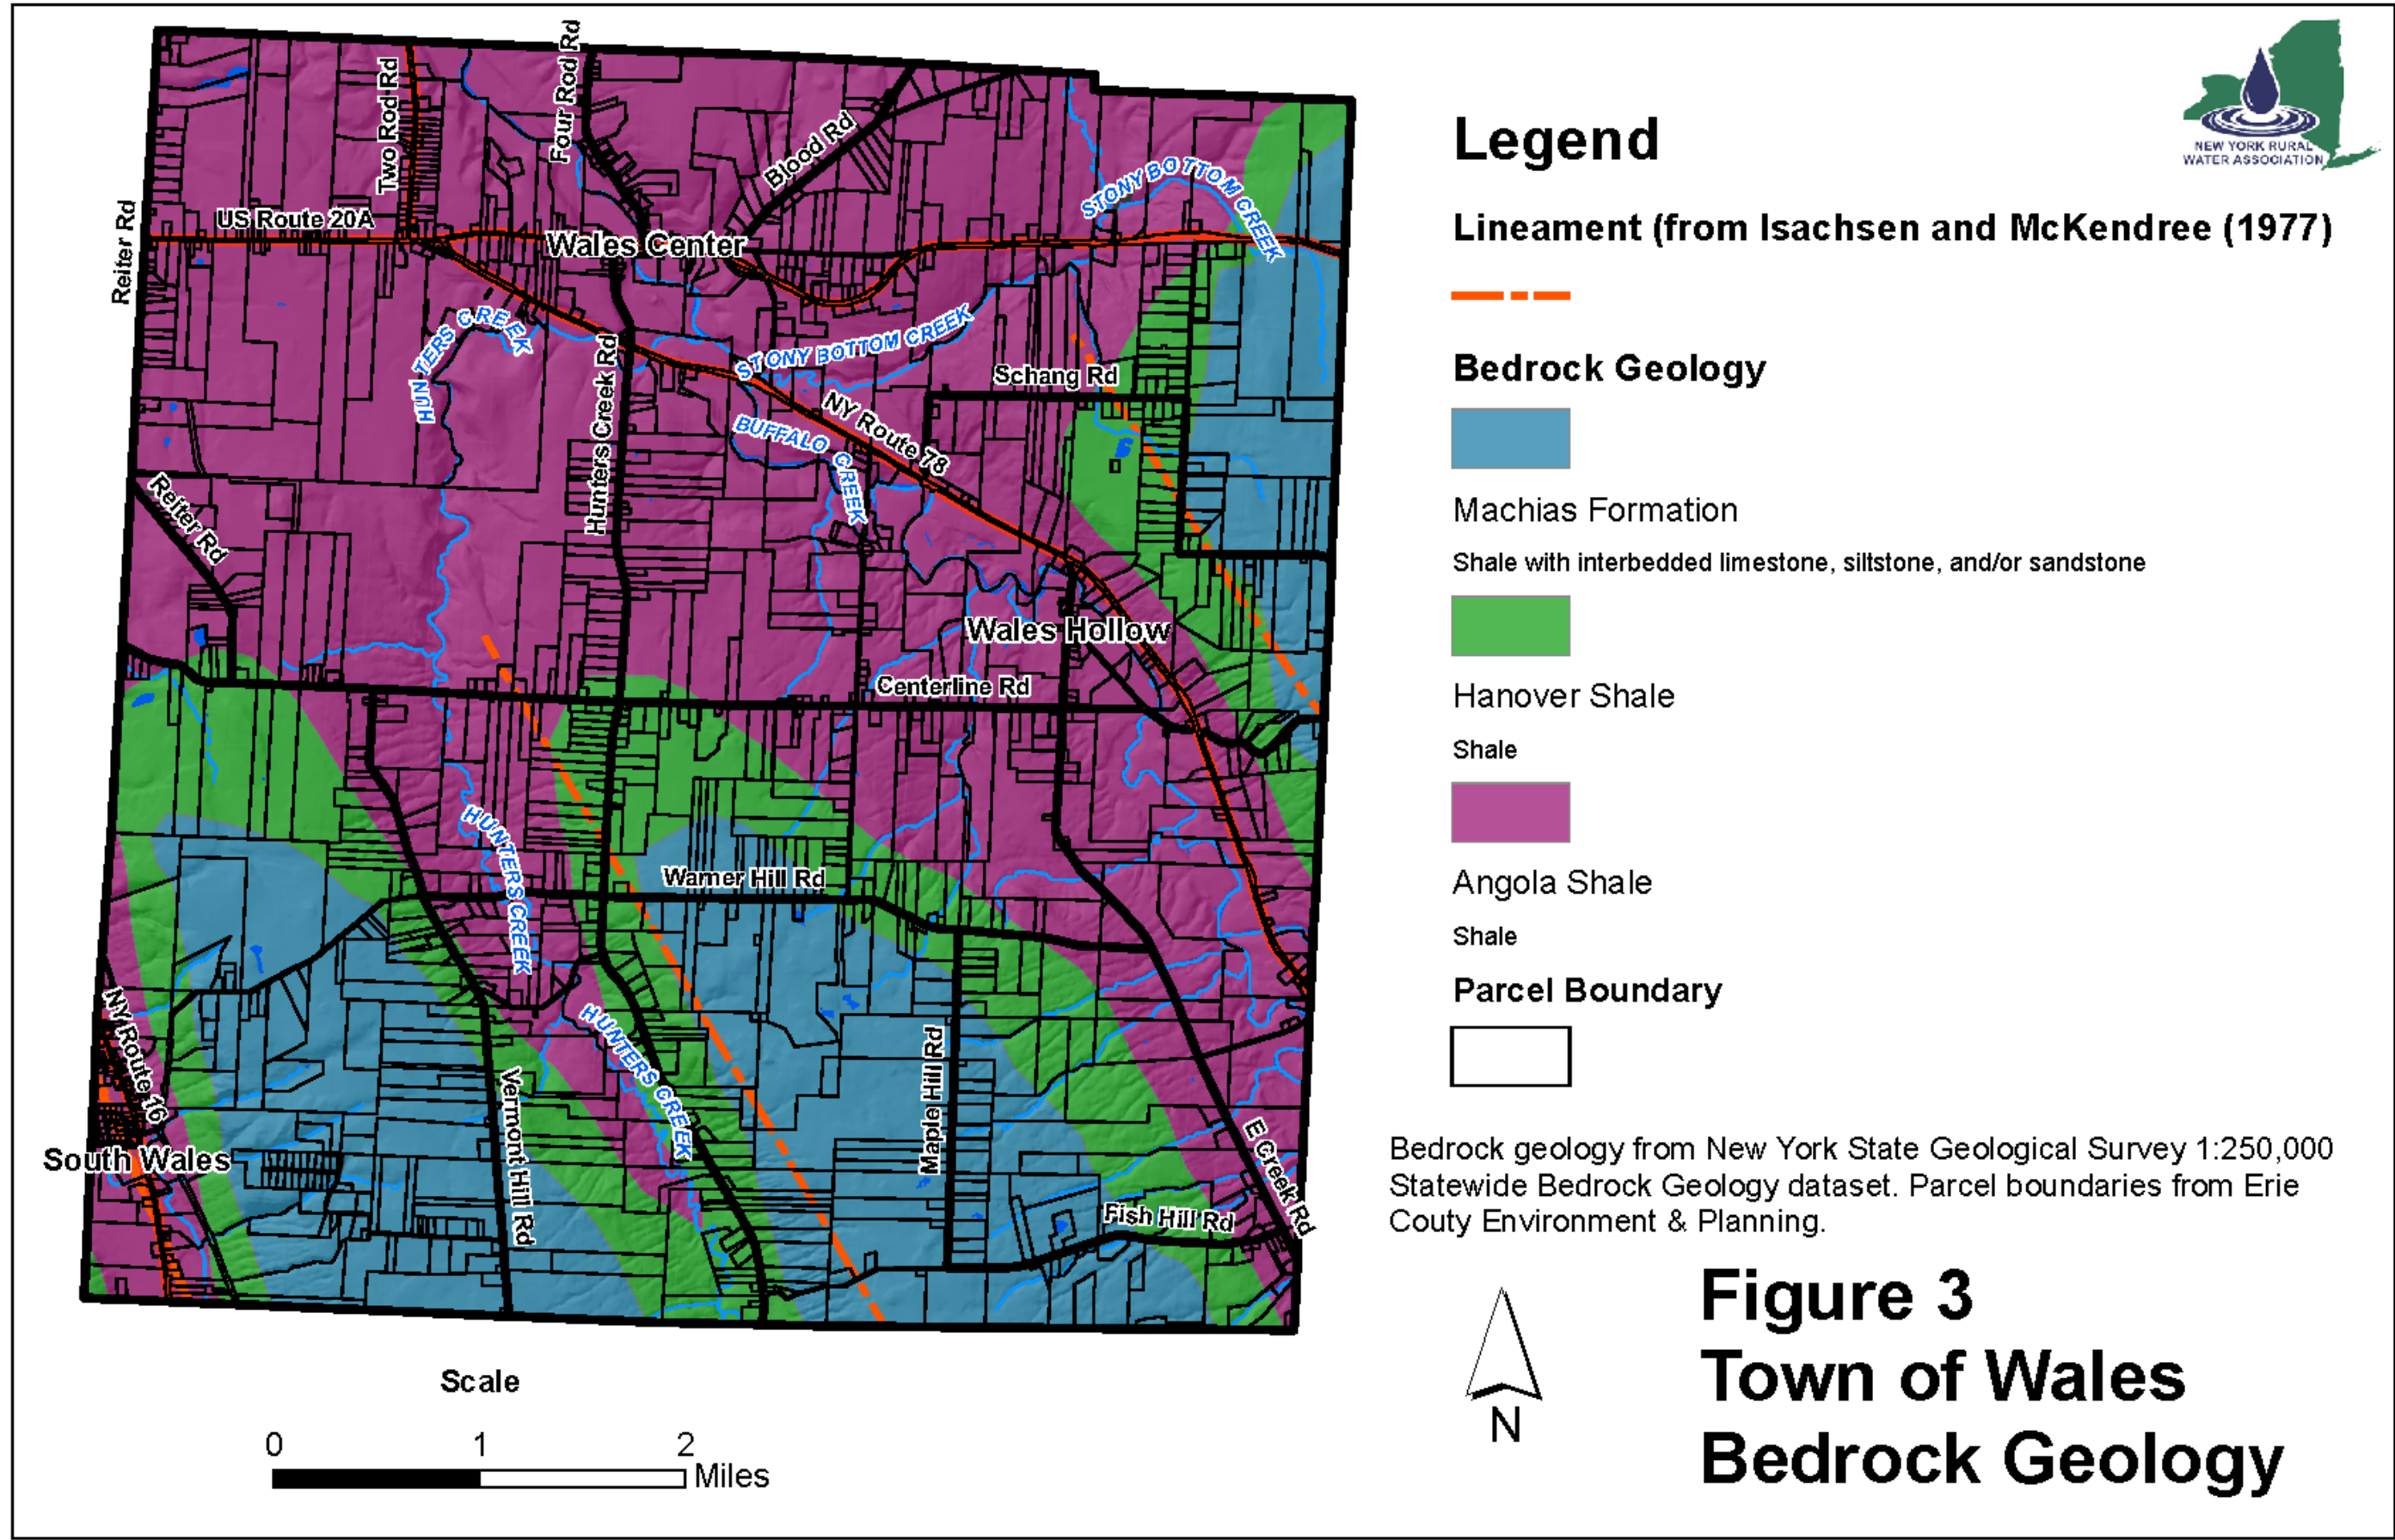 Two Rod Rd
Four Rod Rd
Blood Rd
STONY BOTTOM CREEK
Reiter Rd
US Route 20A
Wales Center
HUNTERS CREEK
STONY BOTTOM CREEK
Schang Rd
Hunters Creek Rd
NY Route 78
BUFFALO CREEK
Reiter Rd
Wales Hollow
Centerline Rd
HUNTERS CREEK
Warner Hill Rd
NY Route 16
HUNTERS CREEK
Vermont Hill Rd
Maple Hill Rd
E Creek Rd
South Wales
Fish Hill Rd
Scale
0 1 2
Miles
NEW YORK RURAL
WATER ASSOCIATION
Legend
Lineament (from Isachsen and McKendree (1977)
Bedrock Geology
Machias Formation
Shale with interbedded limestone, siltstone, and/or sandstone
Hanover Shale
Shale
Angola Shale
Shale
Parcel Boundary
Bedrock geology from New York State Geological Survey 1:250,000
Statewide Bedrock Geology dataset. Parcel boundaries from Erie
Couty Environment & Planning.
N
Figure 3
Town of Wales
Bedrock Geology